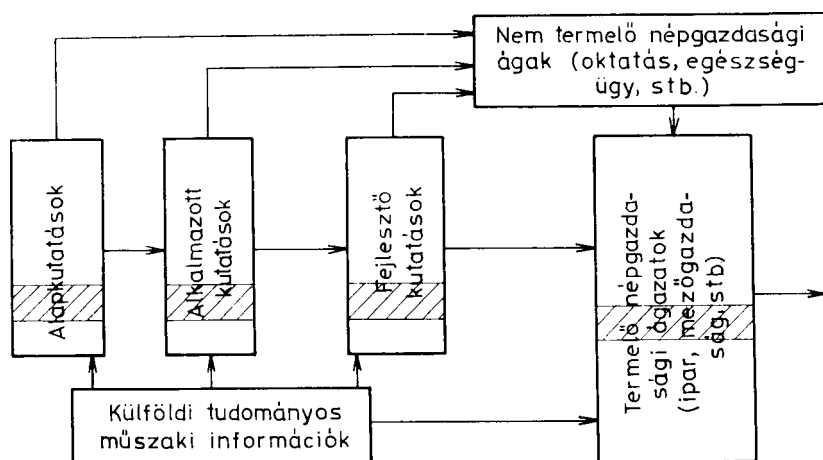 Nem termelő népgazdasági
ágak (oktatás, egészség-
ügy, stb.)
Alapkutatások
Alkalmazott
kutatások
Fejlesztő
kutatások
Termelő népgazda-
sági ágazatok
(ipar, mezőgazda-
ság, stb)
Külföldi tudományos
műszaki információk